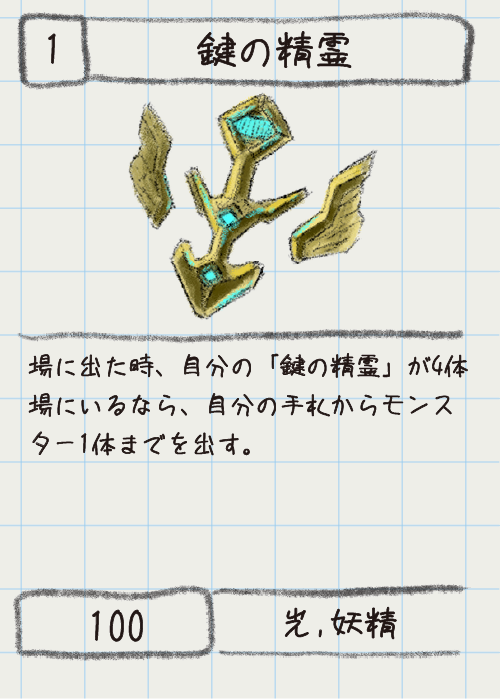 1
鍵の精霊
場に出た時、自分の「鍵の精霊」が4体
場にいるなら、自分の手札からモンス
ター1体までを出す。
100
光,妖精